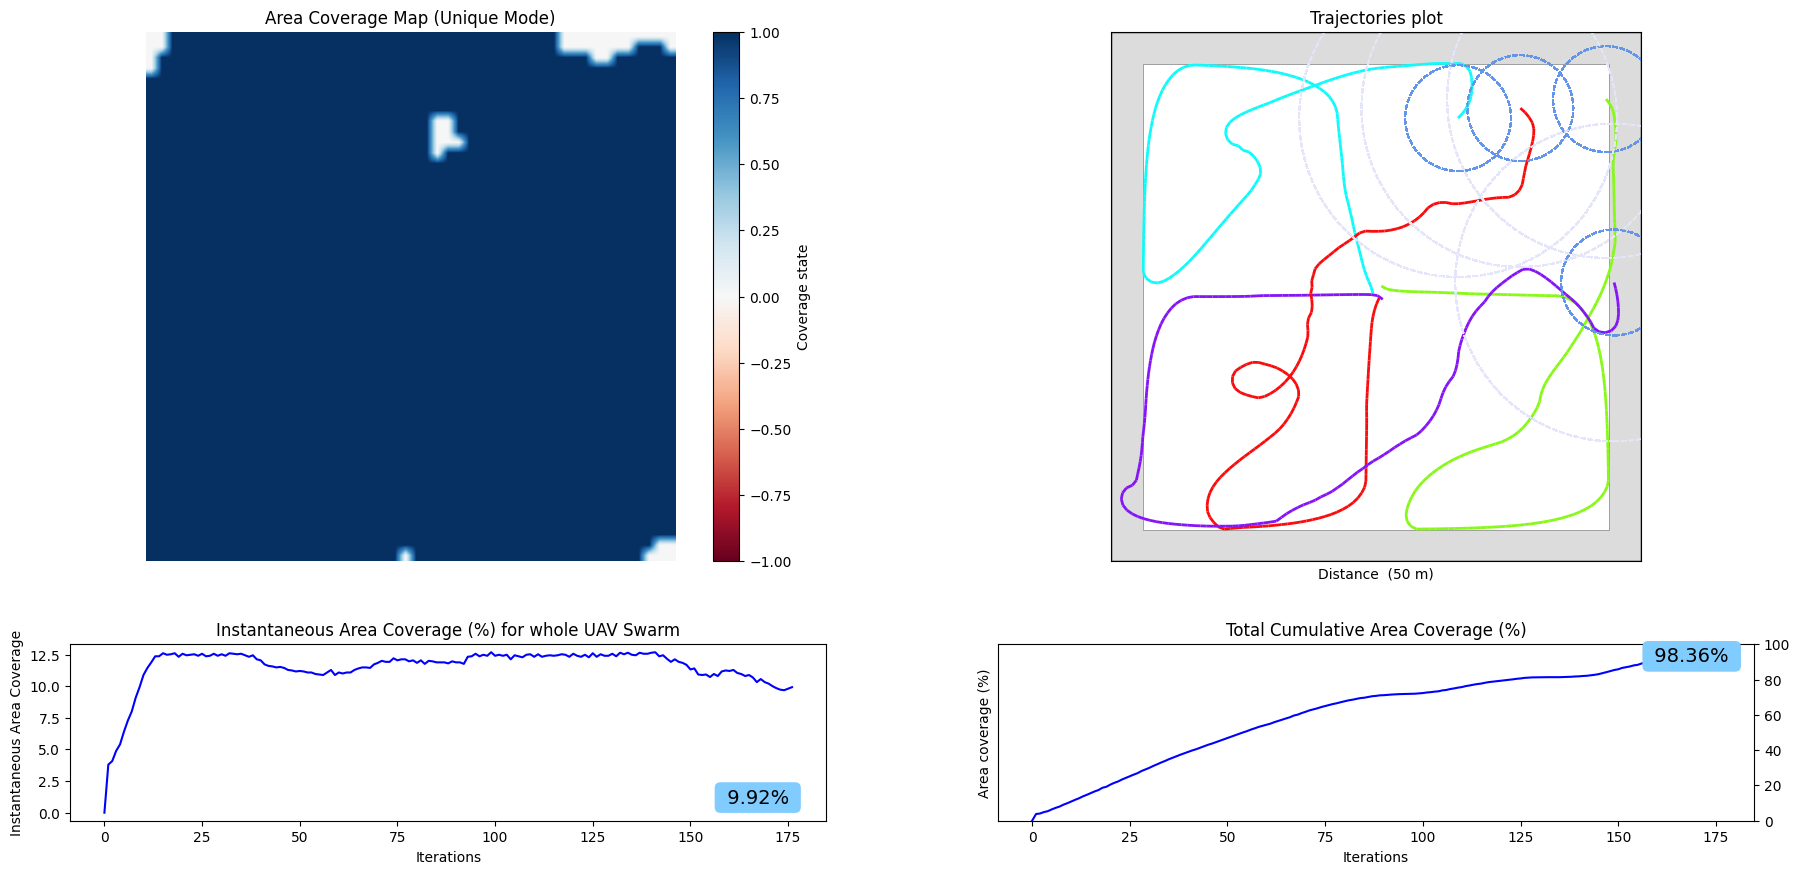 Area Coverage Map (Unique Mode)
1.00
0.75
0.50
0.25
0.00
−0.25
−0.50
−0.75
−1.00
Coverage state
Trajectories plot
Distance  (50 m)
Instantaneous Area Coverage (%) for whole UAV Swarm
Instantaneous Area Coverage
12.5
10.0
7.5
5.0
2.5
0.0
9.92%
0 25 50 75 100 125 150 175
Iterations
Total Cumulative Area Coverage (%)
Area coverage (%)
98.36%
100
80
60
40
20
0
0 25 50 75 100 125 150 175
Iterations